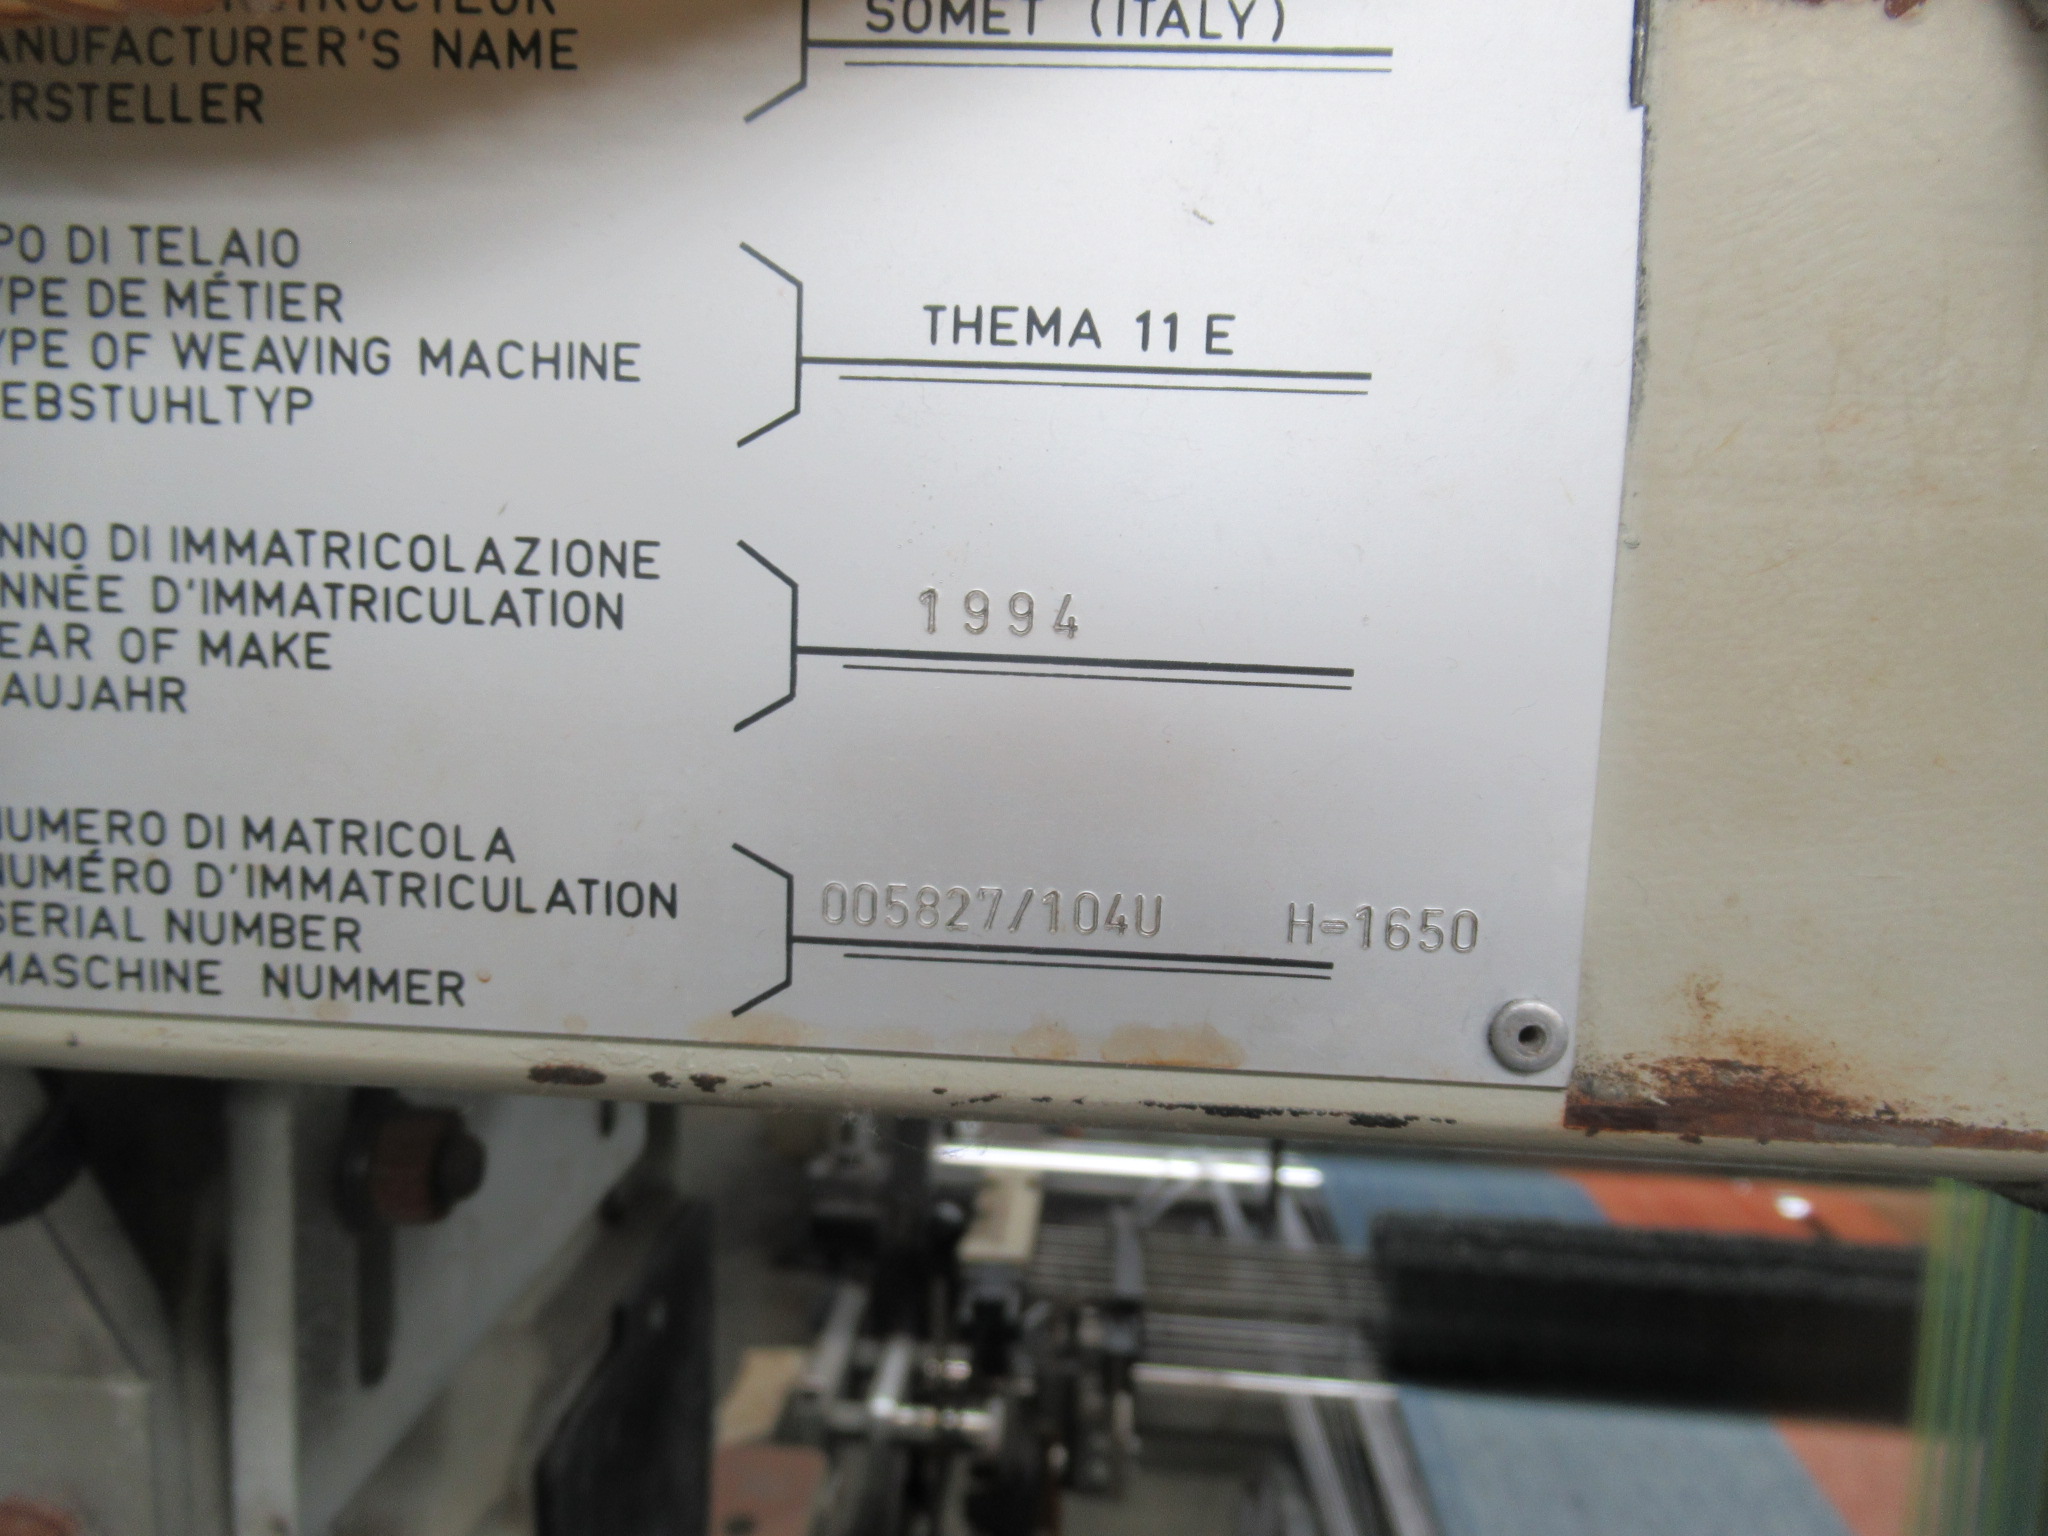 SOMET (ITALY)
ANUFACTURER'S NAME
ERSTELLER
PO DI TELAIO
YPE DE MÉTIER
YPE OF WEAVING MACHINE
EBSTUHLTYP
THEMA 11 E
NNO DI IMMATRICOLAZIONE
NNÉE D'IMMATRICULATION
EAR OF MAKE
AUJAHR
1994
NUMERO DI MATRICOLA
NUMÉRO D'IMMATRICULATION
SERIAL NUMBER
MASCHINE NUMMER
005827/104U H=1650